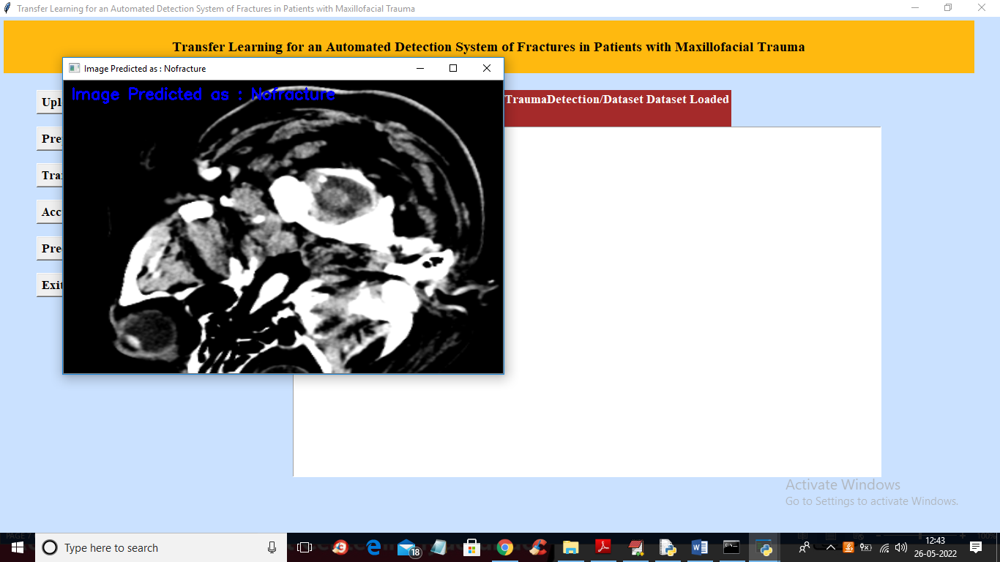 Transfer Learning for an Automated Detection System of Fractures in Patients with Maxillofacial Trauma
Transfer Learning for an Automated Detection System of Fractures in Patients with Maxillofacial Trauma
Image Predicted as : Nofracture
Image Predicted as : Nofracture
TraumaDetection/Dataset Dataset Loaded
Upl
Pre
Tra
Acc
Pre
Exit
Activate Windows
Go to Settings to activate Windows.
PAGE 7
100%
Type here to search
18
12:43
26-05-2022